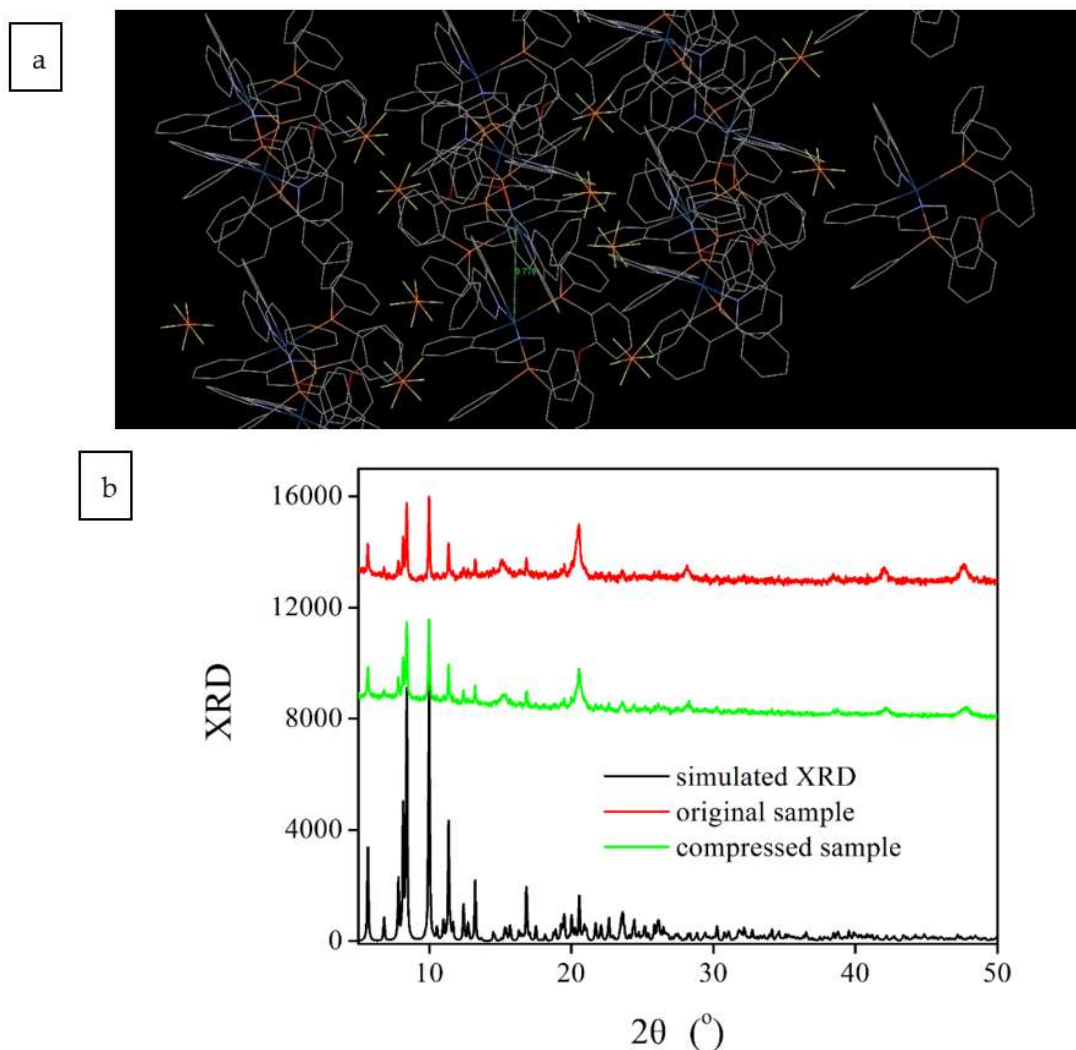 a
b
16000
12000
8000
4000
0
XRD
simulated XRD
original sample
compressed sample
10
20
30
40
50
2θ (°)